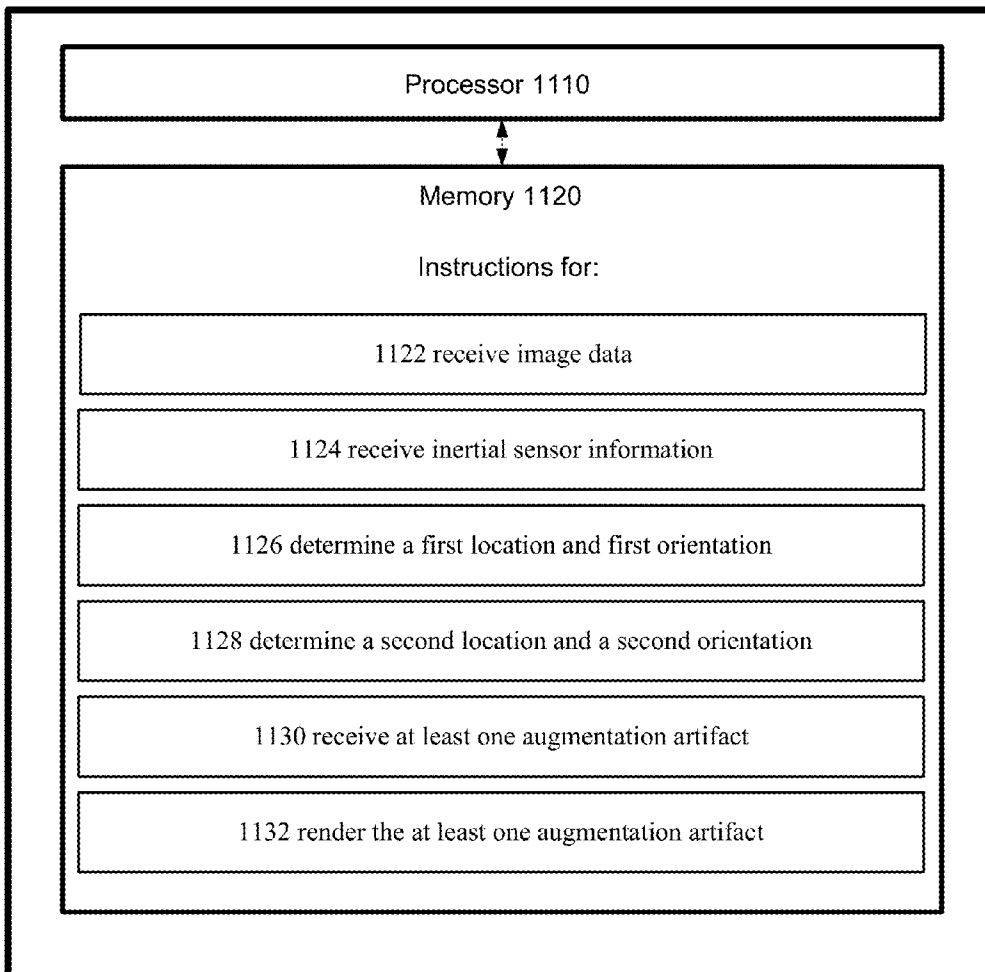 Processor 1110
Memory 1120
Instructions for:
1122 receive image data
1124 receive inertial sensor information
1126 determine a first location and first orientation
1128 determine a second location and a second orientation
1130 receive at least one augmentation artifact
1132 render the at least one augmentation artifact